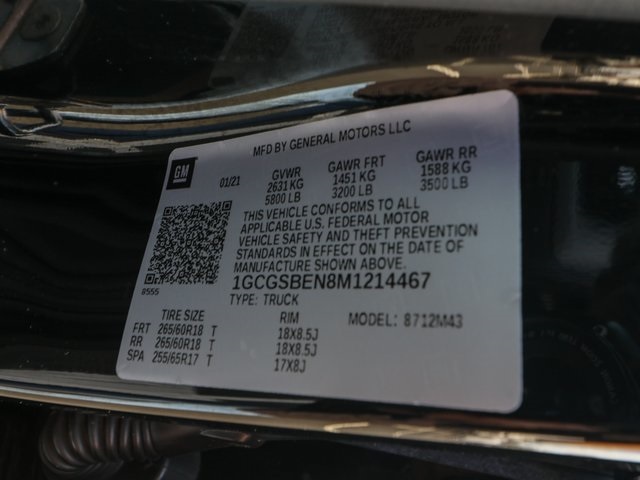 MFD BY GENERAL MOTORS LLC
GM
01/21
GVWR GAWR FRT GAWR RR
2631 KG 1451 KG 1588 KG
5800 LB 3200 LB 3500 LB
THIS VEHICLE CONFORMS TO ALL
APPLICABLE U.S. FEDERAL MOTOR
VEHICLE SAFETY AND THEFT PREVENTION
STANDARDS IN EFFECT ON THE DATE OF
MANUFACTURE SHOWN ABOVE.
8555
1GCGSBEN8M1214467
TYPE: TRUCK
TIRE SIZE RIM MODEL: 8712M43
FRT 265/60R18 T 18X8.5J
RR 265/60R18 T 18X8.5J
SPA 255/65R17 T 17X8J